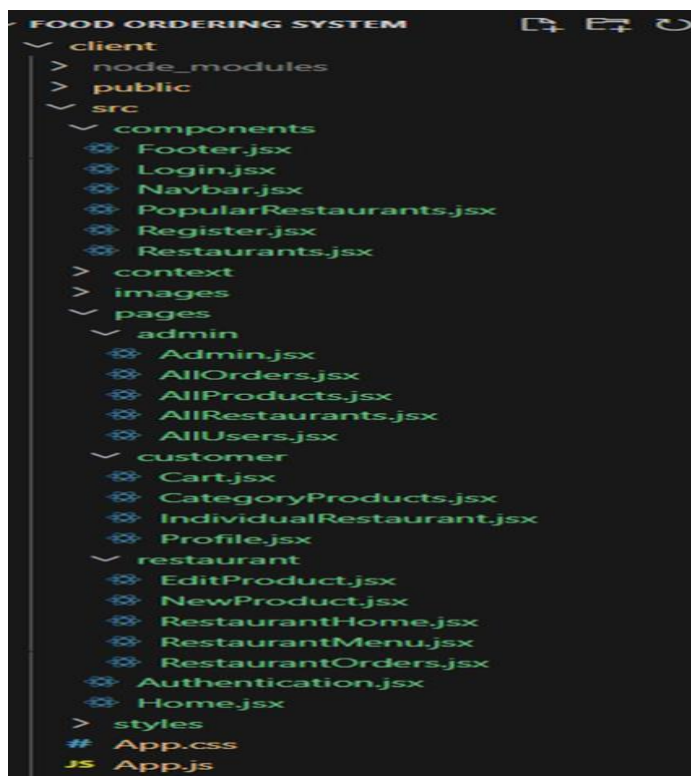 FOOD ORDERING SYSTEM
client
node_modules
public
src
components
Footer.jsx
Login.jsx
Navbar.jsx
PopularRestaurants.jsx
Register.jsx
Restaurants.jsx
context
images
pages
admin
Admin.jsx
AllOrders.jsx
AllProducts.jsx
AllRestaurants.jsx
AllUsers.jsx
customer
Cart.jsx
CategoryProducts.jsx
IndividualRestaurant.jsx
Profile.jsx
restaurant
EditProduct.jsx
NewProduct.jsx
RestaurantHome.jsx
RestaurantMenu.jsx
RestaurantOrders.jsx
Authentication.jsx
Home.jsx
styles
# App.css
JS App.js